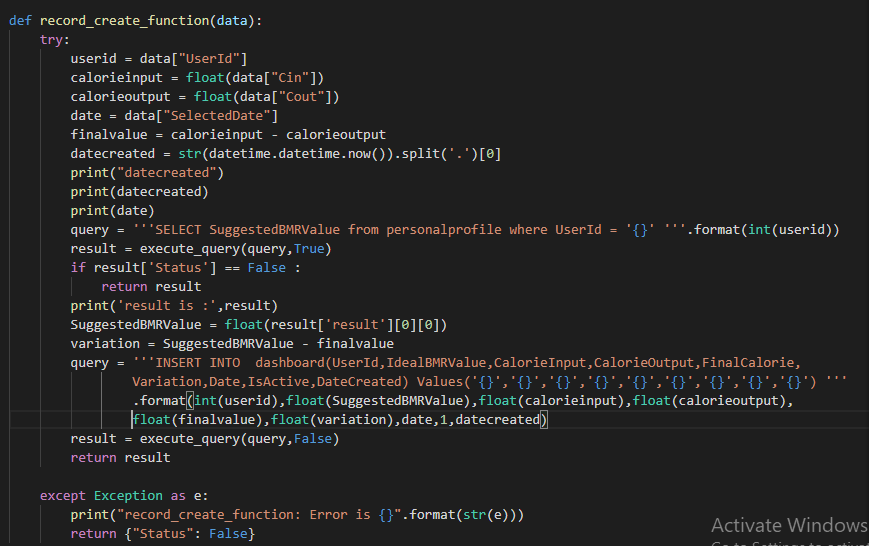 def record_create_function(data):
    try:
        userid = data["UserId"]
        calorieinput = float(data["Cin"])
        calorieoutput = float(data["Cout"])
        date = data["SelectedDate"]
        finalvalue = calorieinput - calorieoutput
        datecreated = str(datetime.datetime.now()).split('.')[0]
        print("datecreated")
        print(datecreated)
        print(date)
        query = '''SELECT SuggestedBMRValue from personalprofile where UserId = '{}' '''.format(int(userid))
        result = execute_query(query,True)
        if result['Status'] == False :
            return result
        print('result is :',result)
        SuggestedBMRValue = float(result['result'][0][0])
        variation = SuggestedBMRValue - finalvalue
        query = '''INSERT INTO  dashboard(UserId,IdealBMRValue,CalorieInput,CalorieOutput,FinalCalorie,
                Variation,Date,IsActive,DateCreated) Values('{}','{}','{}','{}','{}','{}','{}','{}','{}') '''
                .format(int(userid),float(SuggestedBMRValue),float(calorieinput),float(calorieoutput),
                float(finalvalue),float(variation),date,1,datecreated)
        result = execute_query(query,False)
        return result
    except Exception as e:
        print("record_create_function: Error is {}".format(str(e)))
        return {"Status": False}
Activate Windows
Go to Settings to activat